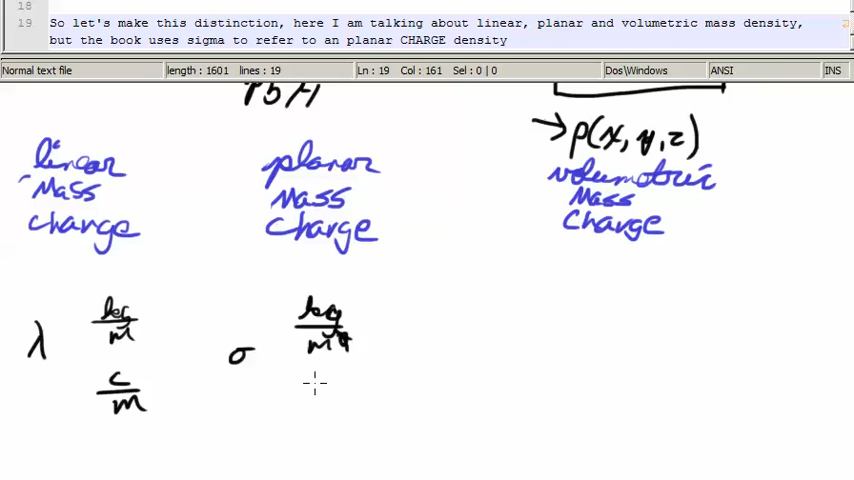 18
19 So let's make this distinction, here I am talking about linear, planar and volumetric mass density,
but the book uses sigma to refer to an planar CHARGE density
Normal text file length : 1601 lines : 19 Ln : 19 Col : 161 Sel : 0 | 0 Dos\Windows ANSI INS
→ρ(x, y, z)
linear planar volumetric
Mass Mass Mass
Charge Charge Charge
λ kg/m σ kg/m²
c/m